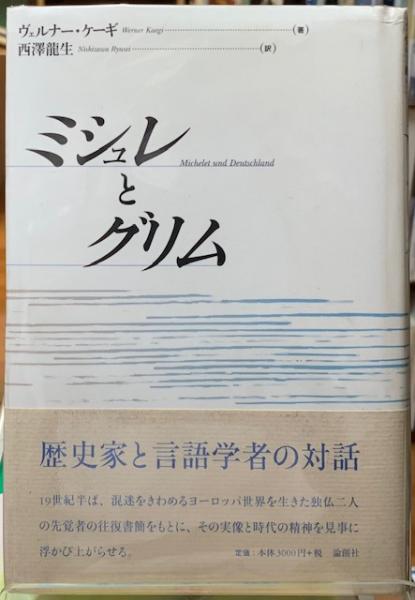 ヴェルナー・ケーギ Werner Kaegi……………………(著)
西澤龍生 Nishizawa Ryusei……………………(訳)
ミシュレ
Michelet und Deutschland
と
グリム
歴史家と言語学者の対話
19世紀半ば、混迷をきわめるヨーロッパ世界を生きた独仏二人
の先覚者の往復書簡をもとに、その実像と時代の精神を見事に
浮かび上がらせる。
定価:本体3000円+税 論創社